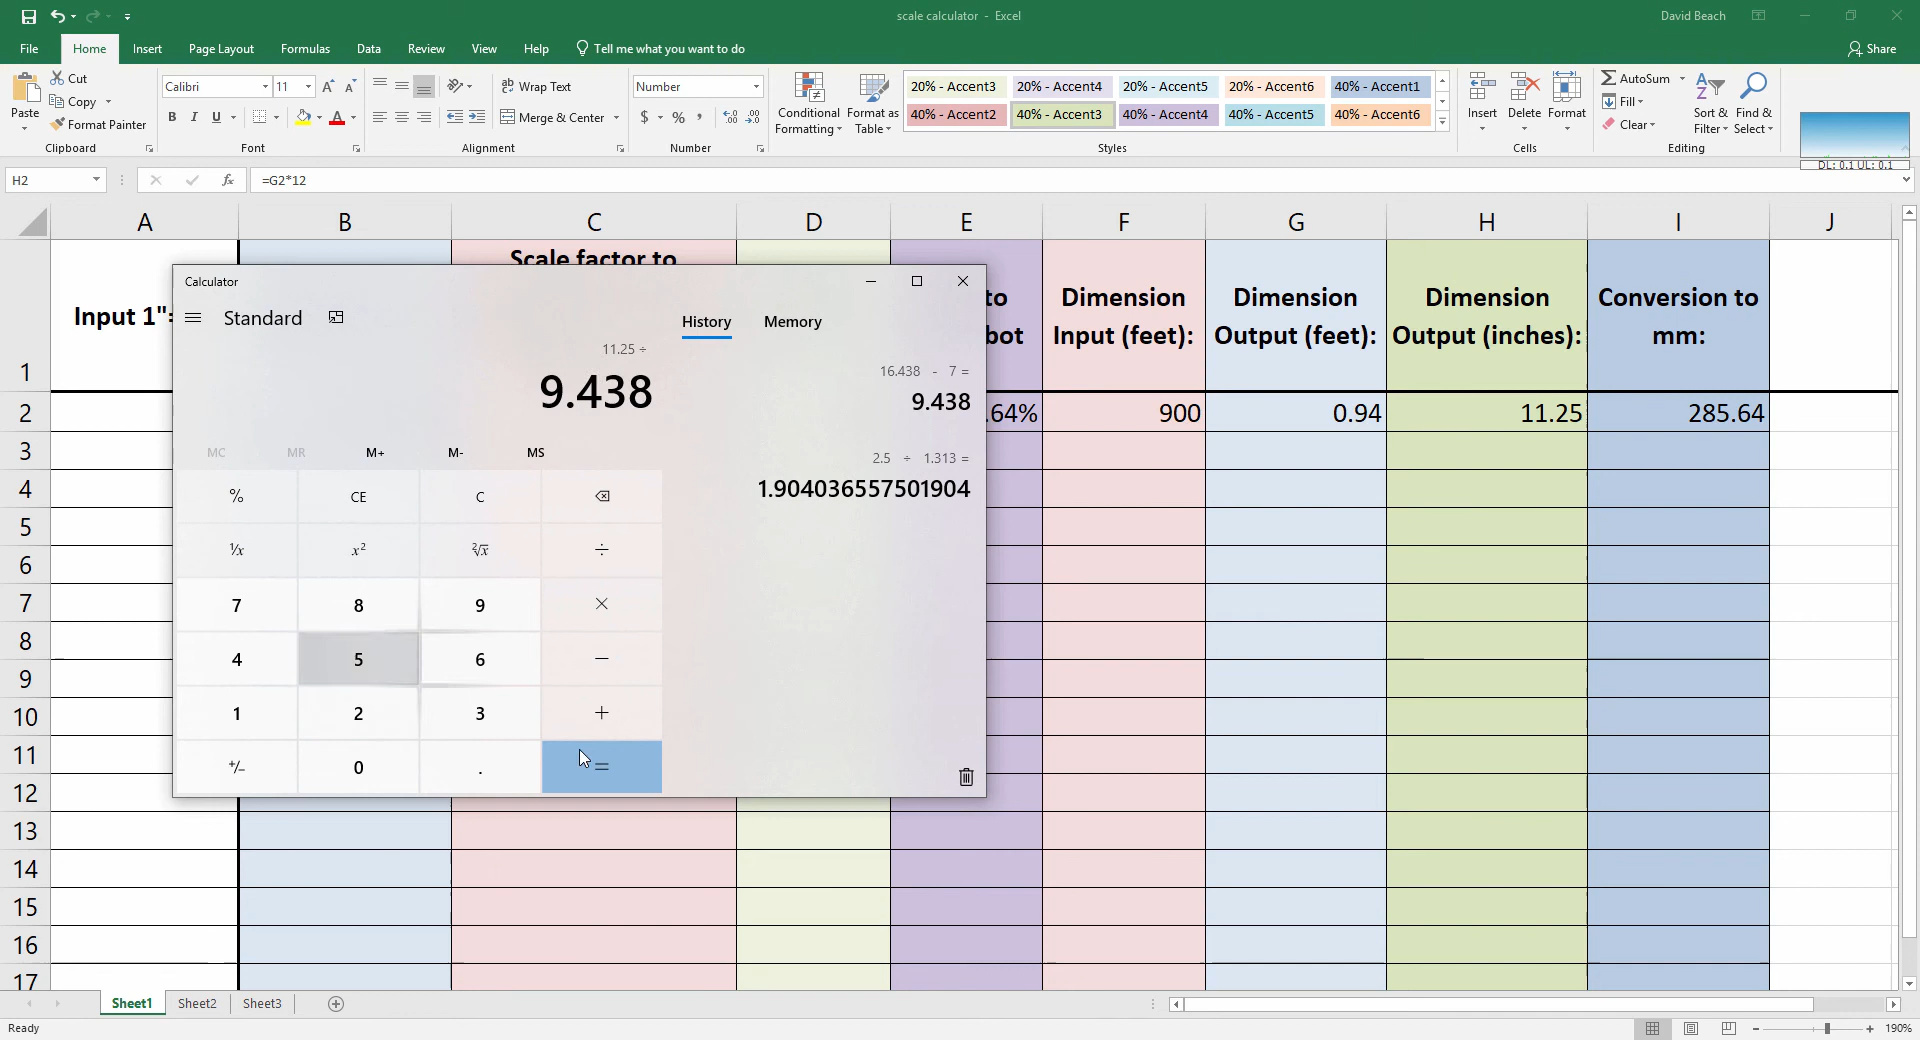 scale calculator - Excel
David Beach
File Home Insert Page Layout Formulas Data Review View Help Tell me what you want to do Share
Paste
Cut
Copy
Format Painter
Clipboard
Calibri 11
B I U
Font
Wrap Text
Merge & Center
Alignment
Number
$ %
Number
Conditional Formatting
Format as Table
20% - Accent3 20% - Accent4 20% - Accent5 20% - Accent6 40% - Accent1
40% - Accent2 40% - Accent3 40% - Accent4 40% - Accent5 40% - Accent6
Styles
Insert Delete Format
Cells
AutoSum
Fill
Clear
Sort & Filter
Find & Select
Editing
DL: 0.1 UL: 0.1
H2 fx =G2*12
A B C D E F G H I J
1 Input 1"=
Scale factor to
to
bot
Dimension Input (feet):
Dimension Output (feet):
Dimension Output (inches):
Conversion to mm:
2 .64% 900 0.94 11.25 285.64
3
4
5
6
7
8
9
10
11
12
13
14
15
16
17
Calculator
Standard
History Memory
11.25 ÷
9.438
16.438 - 7 =
9.438
2.5 ÷ 1.313 =
1.904036557501904
MC MR M+ M- MS
% CE C
⅟x x² ²√x ÷
7 8 9 ×
4 5 6 −
1 2 3 +
+/- 0 . =
Sheet1 Sheet2 Sheet3
Ready
190%